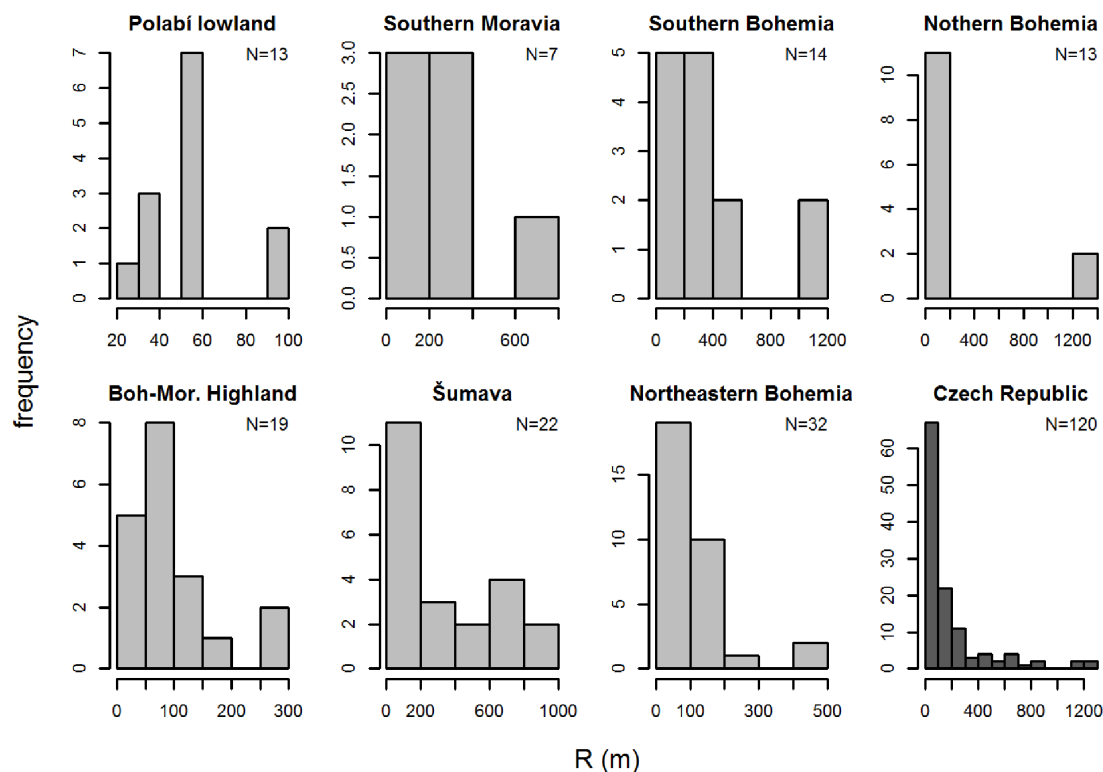 Polabí lowland
N=13
7
6
5
4
3
2
1
0
20 40 60 80 100
Southern Moravia
N=7
3.0
2.5
2.0
1.5
1.0
0.5
0.0
0 200 600
Southern Bohemia
N=14
5
4
3
2
1
0
0 400 800 1200
Nothern Bohemia
N=13
10
8
6
4
2
0
0 400 800 1200
frequency
Boh-Mor. Highland
N=19
8
6
4
2
0
0 100 200 300
Šumava
N=22
10
8
6
4
2
0
0 200 600 1000
Northeastern Bohemia
N=32
15
10
5
0
0 100 300 500
Czech Republic
N=120
60
50
40
30
20
10
0
0 400 800 1200
R (m)